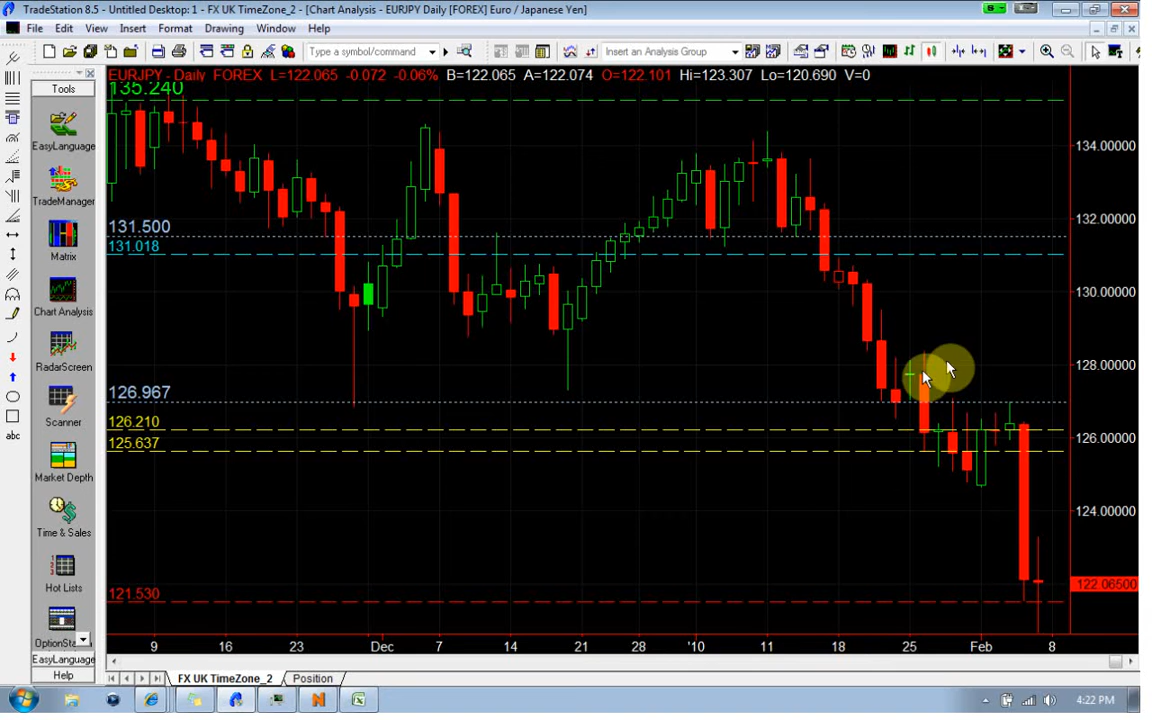 TradeStation 8.5 - Untitled Desktop: 1 - FX UK TimeZone_2 - [Chart Analysis - EURJPY Daily [FOREX] Euro / Japanese Yen]
File Edit View Insert Format Drawing Window Help
Type a symbol/command
Insert an Analysis Group
EURJPY - Daily FOREX L=122.065 -0.072 -0.06% B=122.065 A=122.074 O=122.101 Hi=123.307 Lo=120.690 V=0
Tools
EasyLanguage
TradeManager
Matrix
Chart Analysis
RadarScreen
Scanner
Market Depth
Time & Sales
Hot Lists
OptionSta
EasyLanguage
Help
abc
135.240
131.500
131.018
126.967
126.210
125.637
121.530
134.00000
132.00000
130.00000
128.00000
126.00000
124.00000
122.06500
9 16 23 Dec 7 14 21 28 '10 11 18 25 Feb 8
FX UK TimeZone_2 Position
4:22 PM